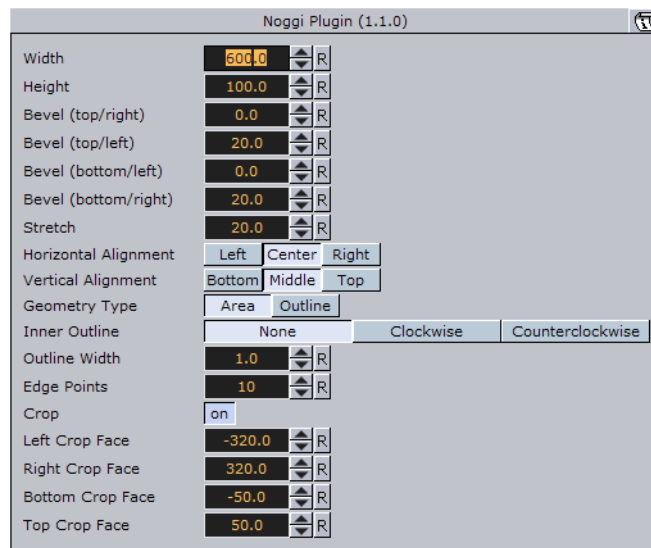 Noggi Plugin (1.1.0)
Width 600.0 R
Height 100.0 R
Bevel (top/right) 0.0 R
Bevel (top/left) 20.0 R
Bevel (bottom/left) 0.0 R
Bevel (bottom/right) 20.0 R
Stretch 20.0 R
Horizontal Alignment Left Center Right
Vertical Alignment Bottom Middle Top
Geometry Type Area Outline
Inner Outline None Clockwise Counterclockwise
Outline Width 1.0 R
Edge Points 10 R
Crop on
Left Crop Face -320.0 R
Right Crop Face 320.0 R
Bottom Crop Face -50.0 R
Top Crop Face 50.0 R